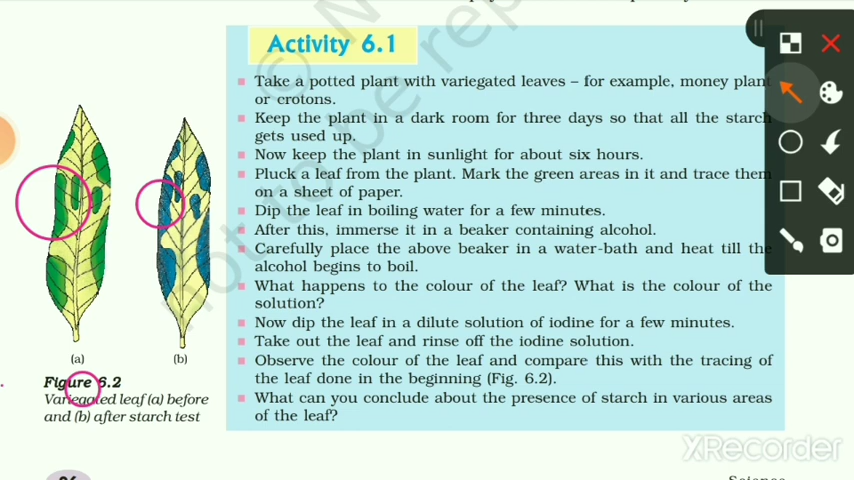 Activity 6.1
Take a potted plant with variegated leaves – for example, money plant
or crotons.
Keep the plant in a dark room for three days so that all the starch
gets used up.
Now keep the plant in sunlight for about six hours.
Pluck a leaf from the plant. Mark the green areas in it and trace them
on a sheet of paper.
Dip the leaf in boiling water for a few minutes.
After this, immerse it in a beaker containing alcohol.
Carefully place the above beaker in a water-bath and heat till the
alcohol begins to boil.
What happens to the colour of the leaf? What is the colour of the
solution?
Now dip the leaf in a dilute solution of iodine for a few minutes.
Take out the leaf and rinse off the iodine solution.
Observe the colour of the leaf and compare this with the tracing of
the leaf done in the beginning (Fig. 6.2).
What can you conclude about the presence of starch in various areas
of the leaf?
(a) (b)
Figure 6.2
Variegated leaf (a) before
and (b) after starch test
© not to be rep
XRecorder